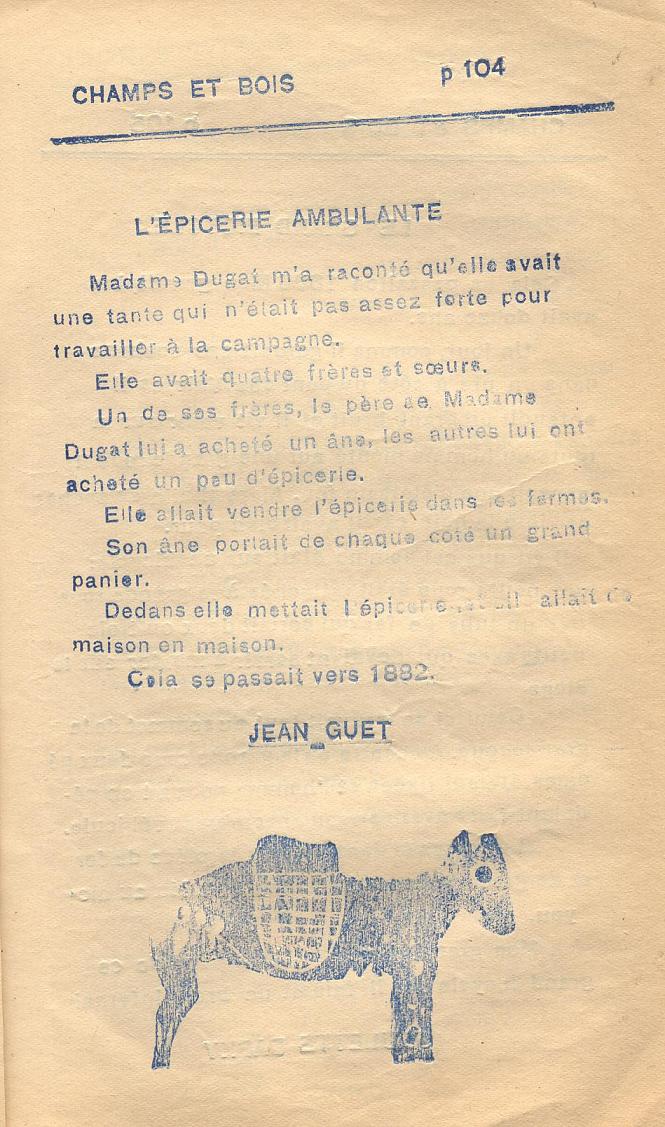 CHAMPS ET BOIS p 104
L'ÉPICERIE AMBULANTE
Madame Dugat m'a raconté qu'elle avait
une tante qui n'était pas assez forte pour
travailler à la campagne.
Elle avait quatre frères et sœurs.
Un de ses frères, le père de Madame
Dugat lui a acheté un âne, les autres lui ont
acheté un peu d'épicerie.
Elle allait vendre l'épicerie dans les fermes.
Son âne portait de chaque coté un grand
panier.
Dedans elle mettait l'épicerie et ell allait de
maison en maison.
Cela se passait vers 1882.
JEAN GUET